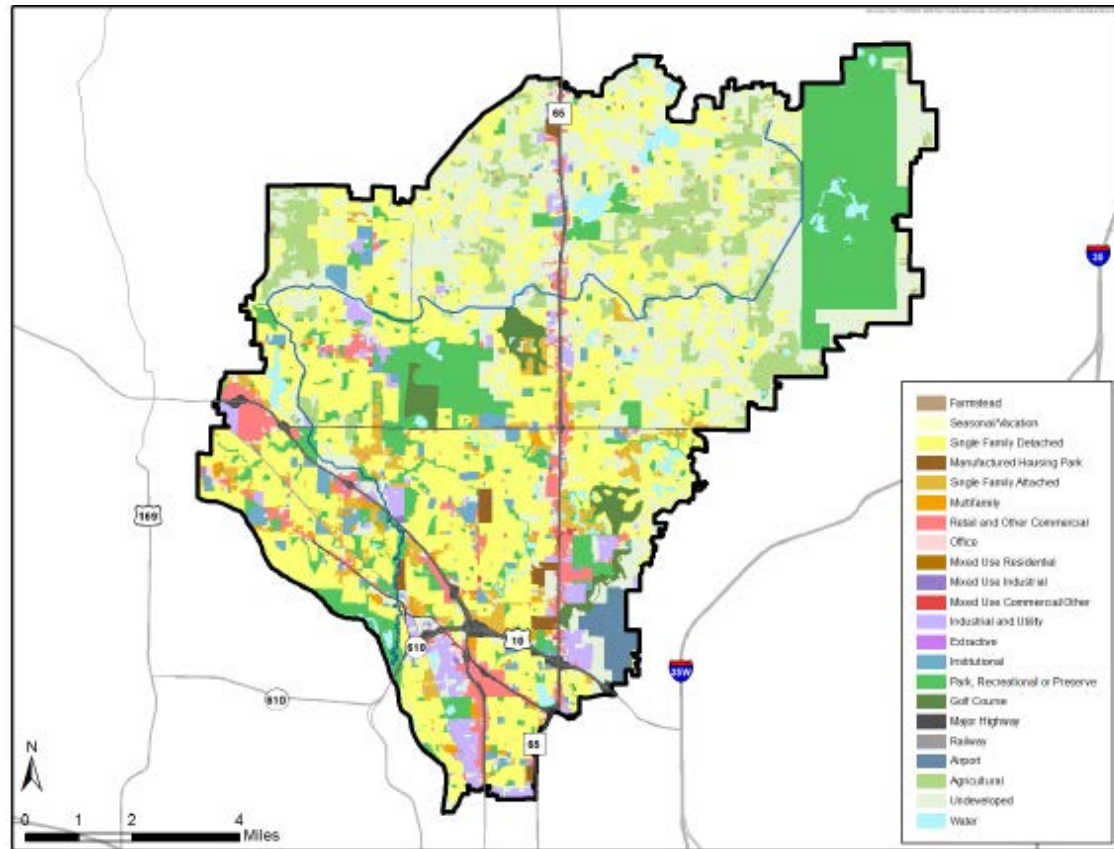 65
35
169
610
10
35W
610
65
N
0 1 2 4
Miles
Farmstead
Seasonal/Vacation
Single Family Detached
Manufactured Housing Park
Single Family Attached
Multifamily
Retail and Other Commercial
Office
Mixed Use Residential
Mixed Use Industrial
Mixed Use Commercial/Other
Industrial and Utility
Extractive
Institutional
Park, Recreational or Preserve
Golf Course
Major Highway
Railway
Airport
Agricultural
Undeveloped
Water